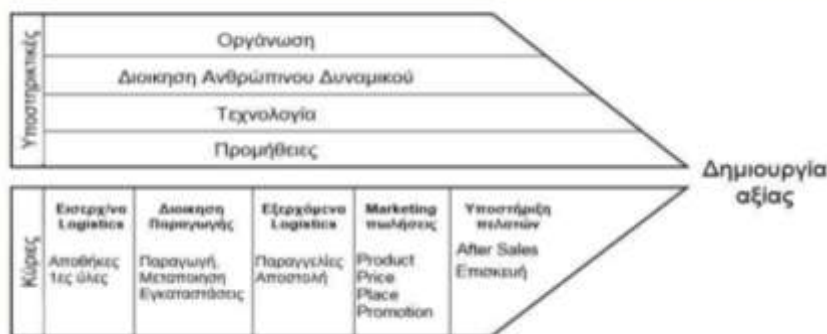 Υποστηρικτικές
Οργάνωση
Διοικηση Ανθρώπινου Δυναμικού
Τεχνολογία
Προμήθειες
Δημιουργία
αξίας
Κύριες
Εισερχ/να
Logistics
Αποθήκες
1ες ύλες
Διοικηση
Παραγωγής
Παραγωγή,
Μεταποιηση
Εγκαταστάσεις
Εξερχόμενα
Logistics
Παραγγελίες
Αποστολή
Marketing
πωλήσεις
Product
Price
Place
Promotion
Υποστήριξη
πελατών
After Sales
Επισκευή